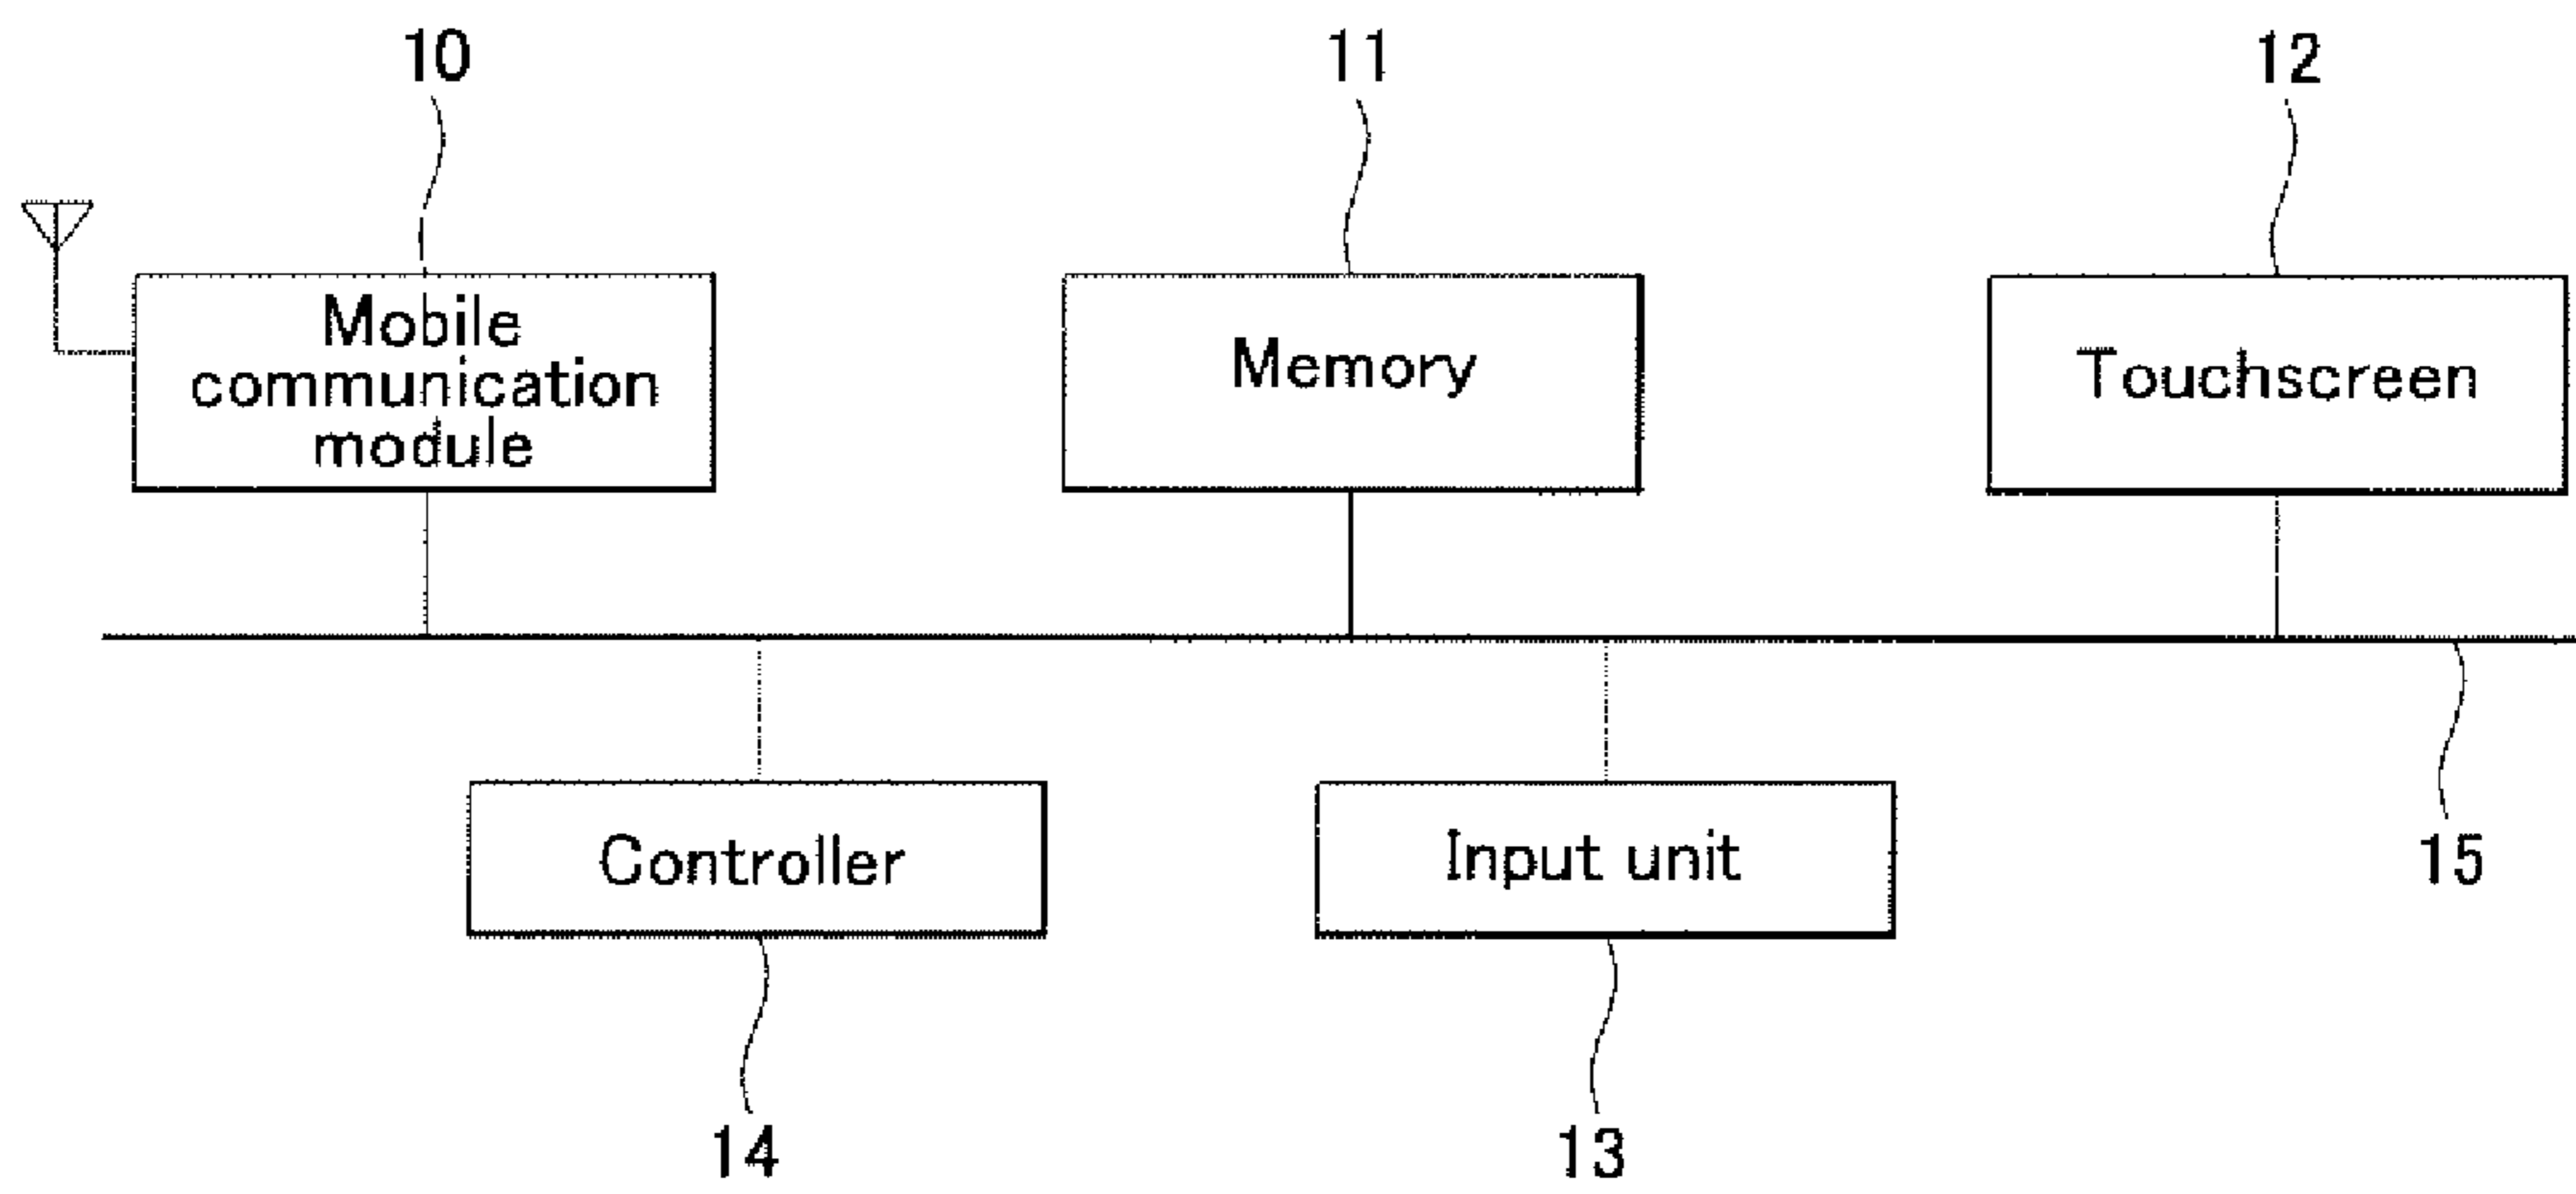 10
11
12
Mobile
communication
module
Memory
Touchscreen
Controller
Input unit
15
14
13